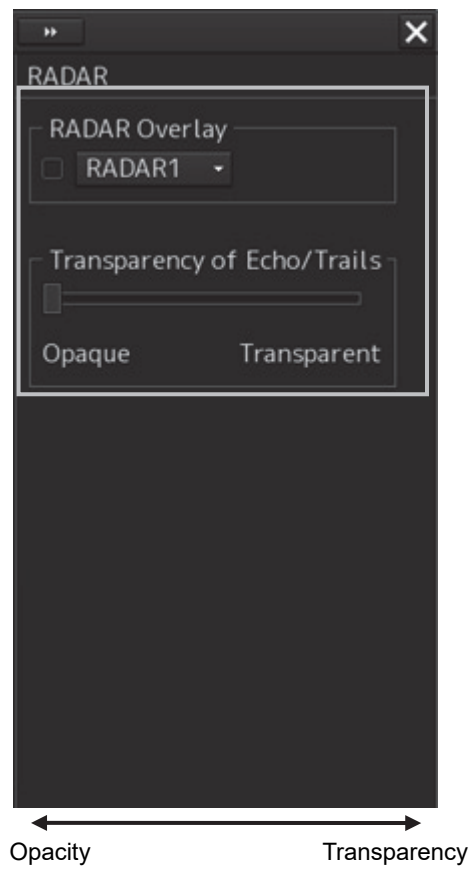 RADAR
RADAR Overlay
RADAR1
Transparency of Echo/Trails
Opaque Transparent
Opacity Transparency